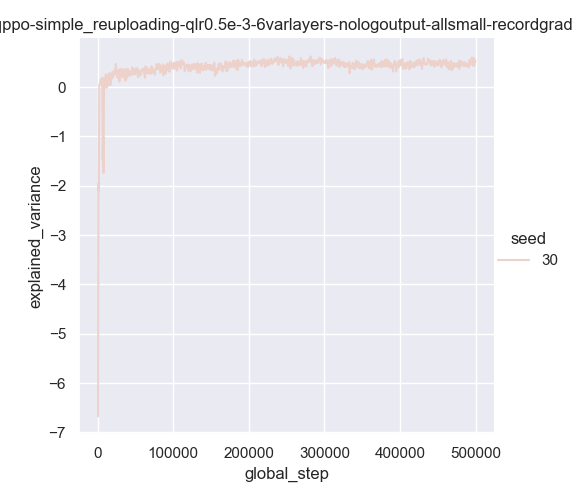 qppo-simple_reuploading-qlr0.5e-3-6varlayers-nologoutput-allsmall-recordgrad
0
−1
−2
−3
−4
−5
−6
−7
explained_variance
0 100000 200000 300000 400000 500000
global_step
seed
30